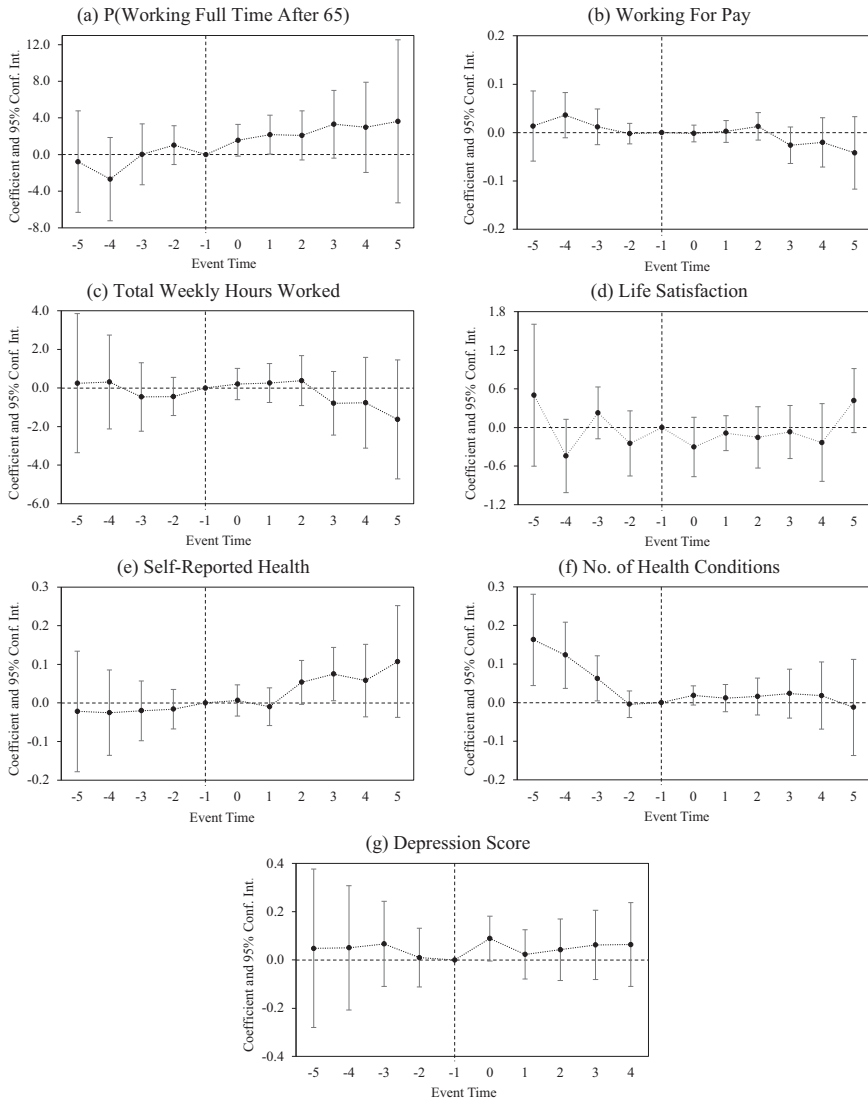 (a) P(Working Full Time After 65)
Coefficient and 95% Conf. Int.
12.0
8.0
4.0
0.0
-4.0
-8.0
-5 -4 -3 -2 -1 0 1 2 3 4 5
Event Time
(b) Working For Pay
Coefficient and 95% Conf. Int.
0.2
0.1
0.0
-0.1
-0.2
-5 -4 -3 -2 -1 0 1 2 3 4 5
Event Time
(c) Total Weekly Hours Worked
Coefficient and 95% Conf. Int.
4.0
2.0
0.0
-2.0
-4.0
-6.0
-5 -4 -3 -2 -1 0 1 2 3 4 5
Event Time
(d) Life Satisfaction
Coefficient and 95% Conf. Int.
1.8
1.2
0.6
0.0
-0.6
-1.2
-5 -4 -3 -2 -1 0 1 2 3 4 5
Event Time
(e) Self-Reported Health
Coefficient and 95% Conf. Int.
0.3
0.2
0.1
0.0
-0.1
-0.2
-5 -4 -3 -2 -1 0 1 2 3 4 5
Event Time
(f) No. of Health Conditions
Coefficient and 95% Conf. Int.
0.3
0.2
0.1
0.0
-0.1
-0.2
-5 -4 -3 -2 -1 0 1 2 3 4 5
Event Time
(g) Depression Score
Coefficient and 95% Conf. Int.
0.4
0.2
0.0
-0.2
-0.4
-5 -4 -3 -2 -1 0 1 2 3 4
Event Time